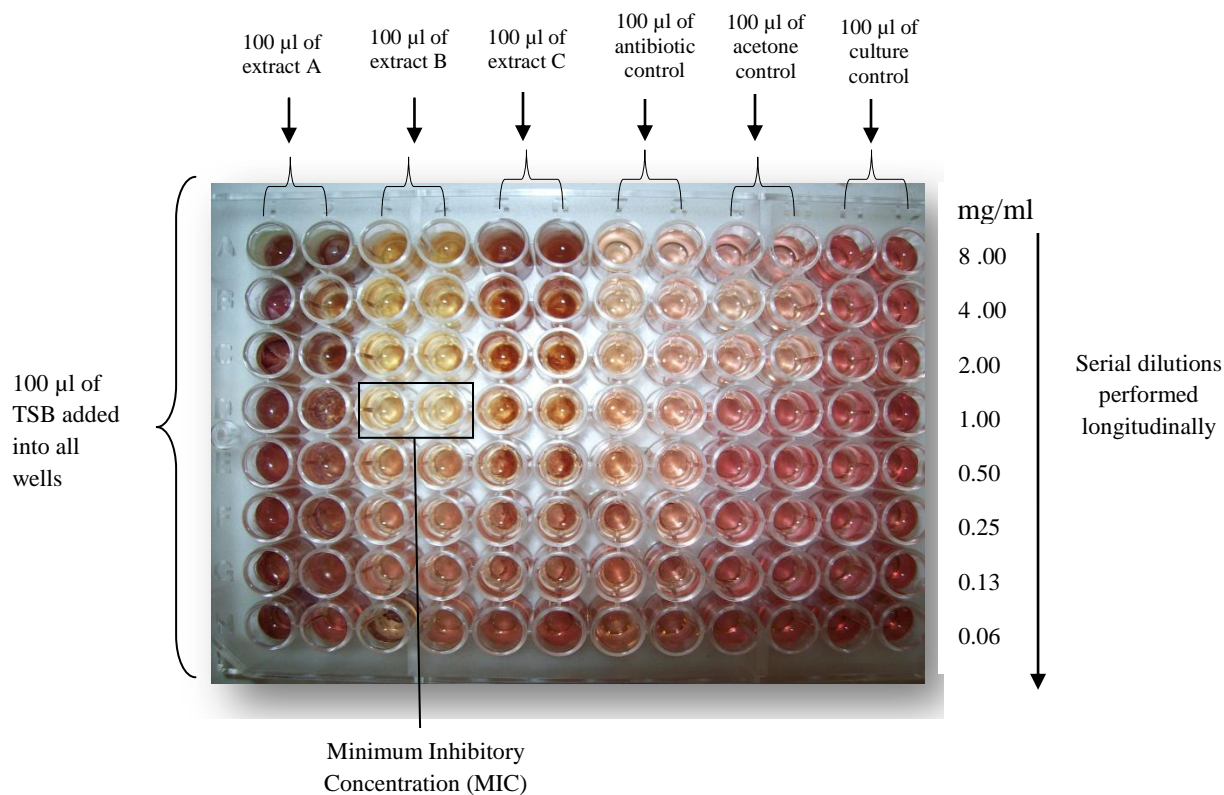 100 µl of
extract A
100 µl of
extract B
100 µl of
extract C
100 µl of
antibiotic
control
100 µl of
acetone
control
100 µl of
culture
control
mg/ml
8 .00
4 .00
2.00
1.00
0.50
0.25
0.13
0.06
100 µl of
TSB added
into all
wells
Serial dilutions
performed
longitudinally
Minimum Inhibitory
Concentration (MIC)